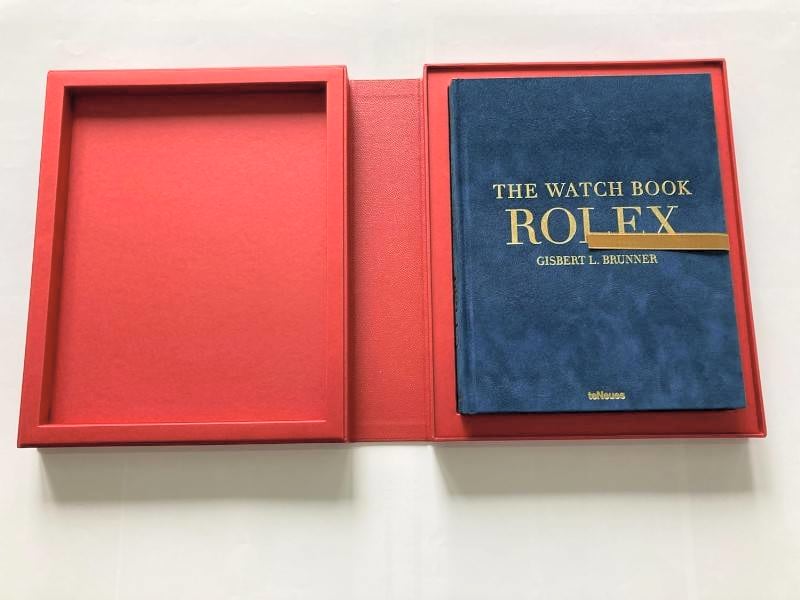 THE WATCH BOOK
ROLEX
GISBERT L. BRUNNER
teNeues